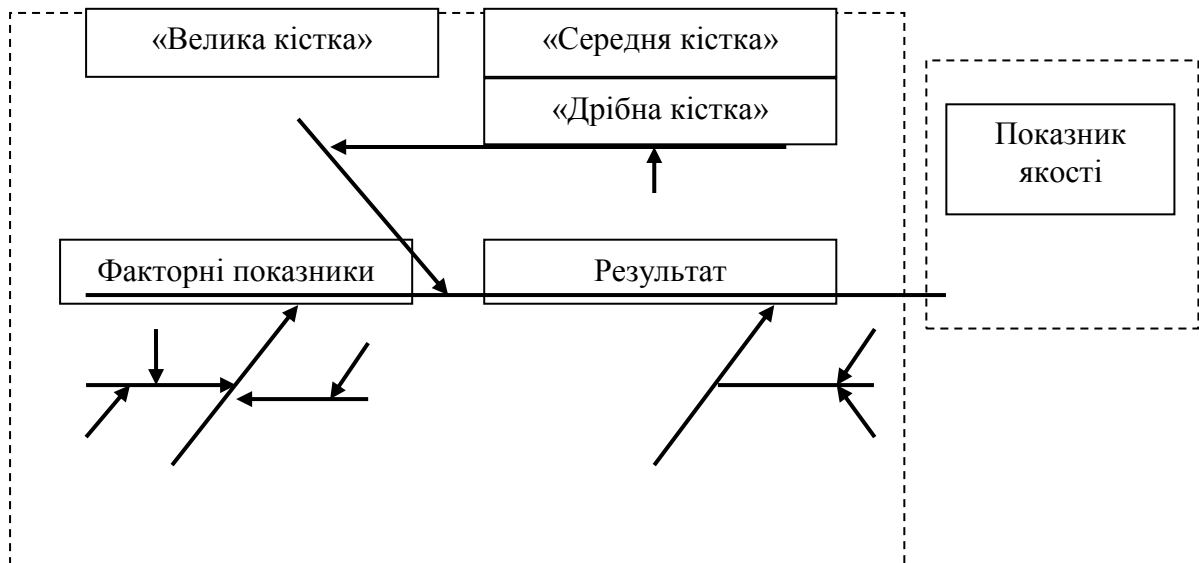 «Велика кістка»
«Середня кістка»
«Дрібна кістка»
Показник
якості
Факторні показники
Результат